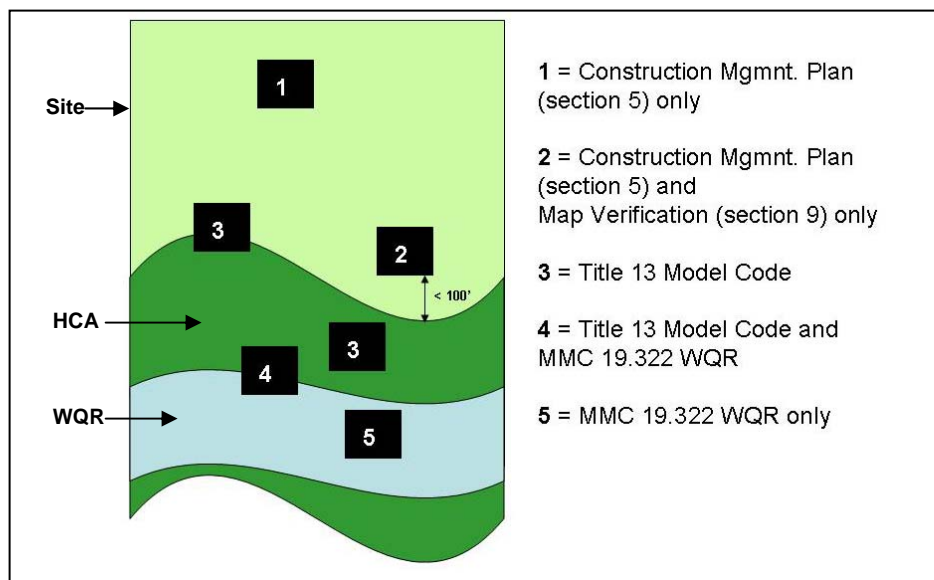 Site
HCA
WQR
1
3
2
< 100'
3
4
5
1 = Construction Mgmnt. Plan
(section 5) only
2 = Construction Mgmnt. Plan
(section 5) and
Map Verification (section 9) only
3 = Title 13 Model Code
4 = Title 13 Model Code and
MMC 19.322 WQR
5 = MMC 19.322 WQR only